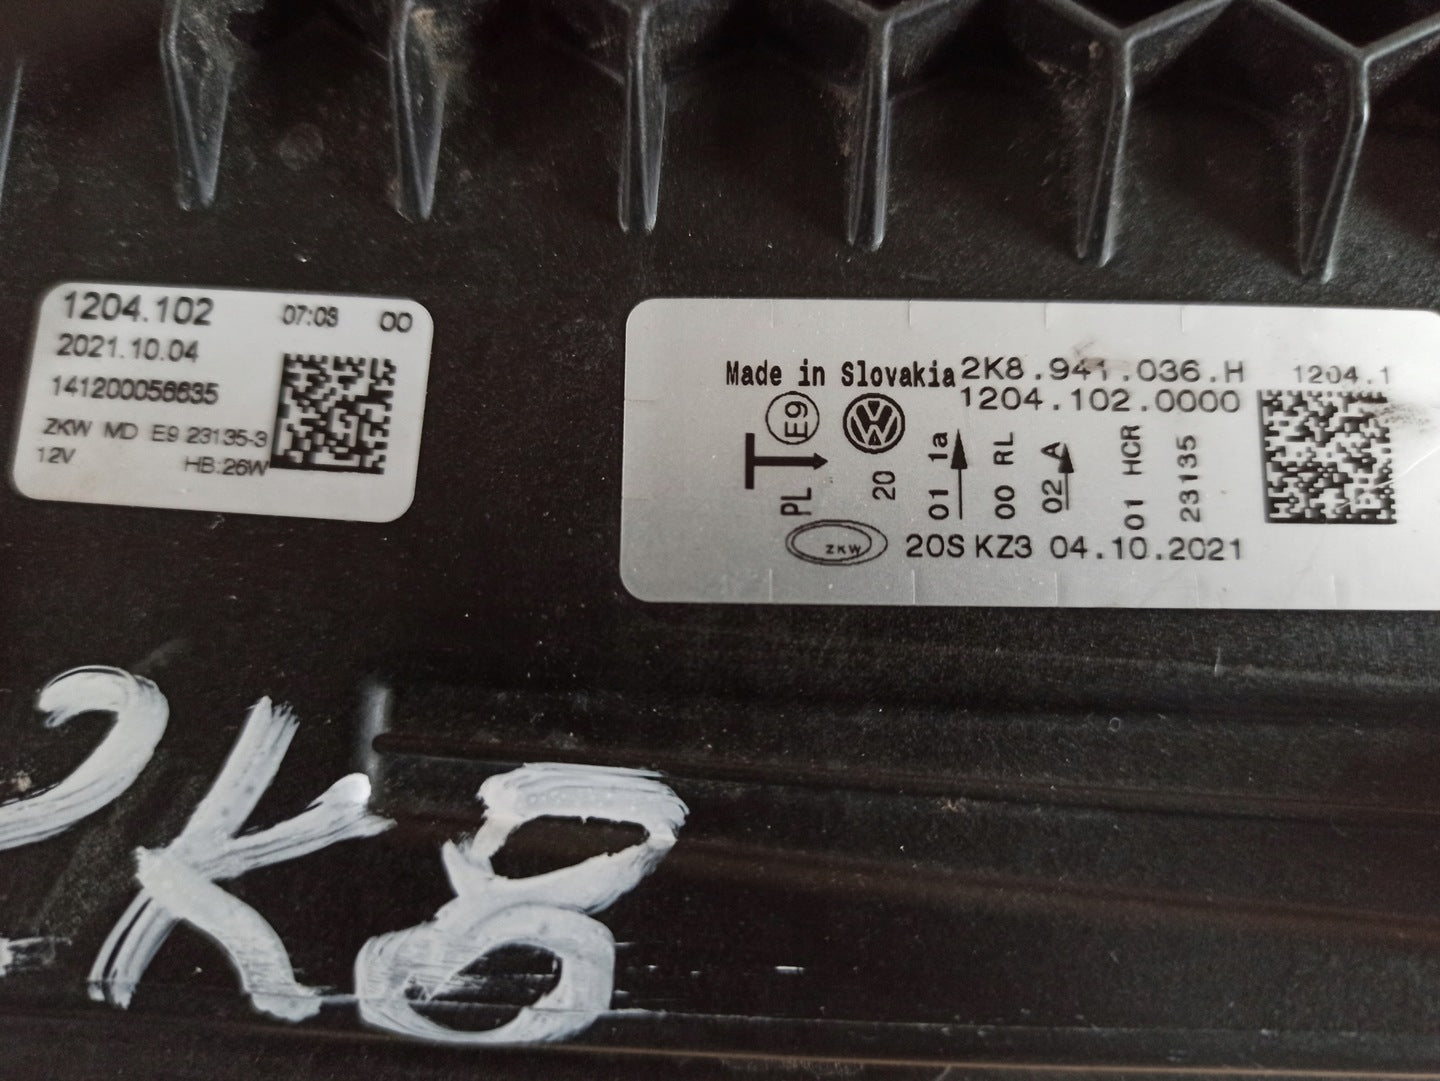 1204.102 07:03 00
2021.10.04
141200056635
ZKW MD E9 23135-3
12V HB:26W
Made in Slovakia 2K8.941.036.H 1204.1
1204.102.0000
E9
PL
20
01 1a
00 RL
02 A
01 HCR
23135
ZKW 20S KZ3 04.10.2021
2K8